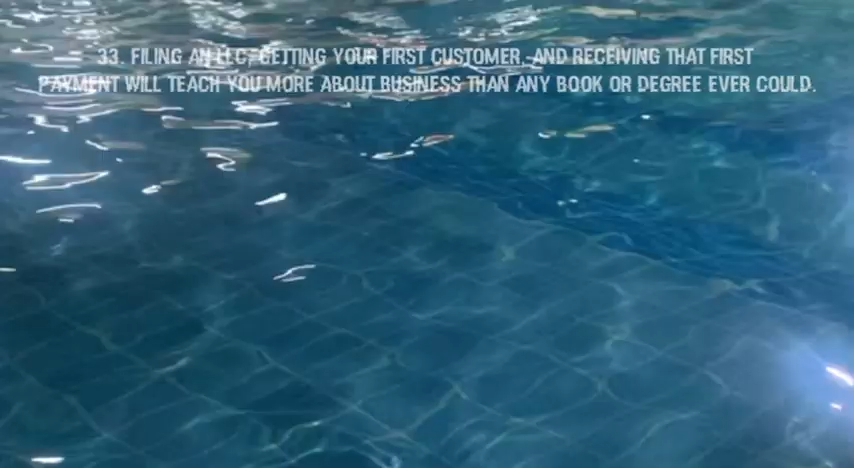 33. FILING AN LLC, GETTING YOUR FIRST CUSTOMER, AND RECEIVING THAT FIRST
PAYMENT WILL TEACH YOU MORE ABOUT BUSINESS THAN ANY BOOK OR DEGREE EVER COULD.